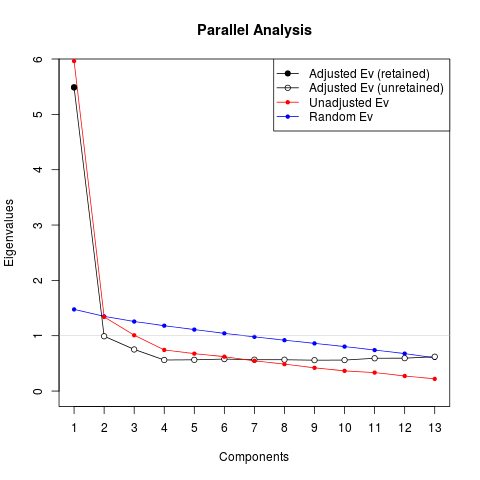 Parallel Analysis
Adjusted Ev (retained)
Adjusted Ev (unretained)
Unadjusted Ev
Random Ev
Eigenvalues
6
5
4
3
2
1
0
1 2 3 4 5 6 7 8 9 10 11 12 13
Components